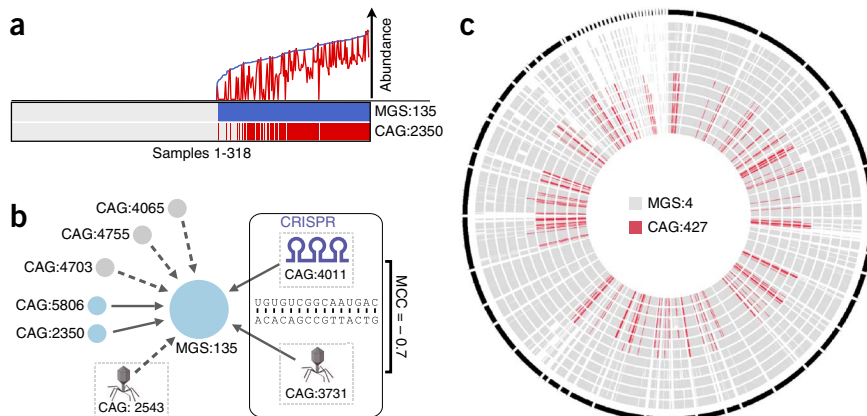 a
Abundance
MGS:135
CAG:2350
Samples 1-318
b
CAG:4065
CAG:4755
CAG:4703
CAG:5806
CAG:2350
MGS:135
CAG: 2543
CRISPR
CAG:4011
UGUGUCGGCAAUGAC
ACACAGCCGTTACTG
CAG:3731
MCC = – 0.7
c
MGS:4
CAG:427